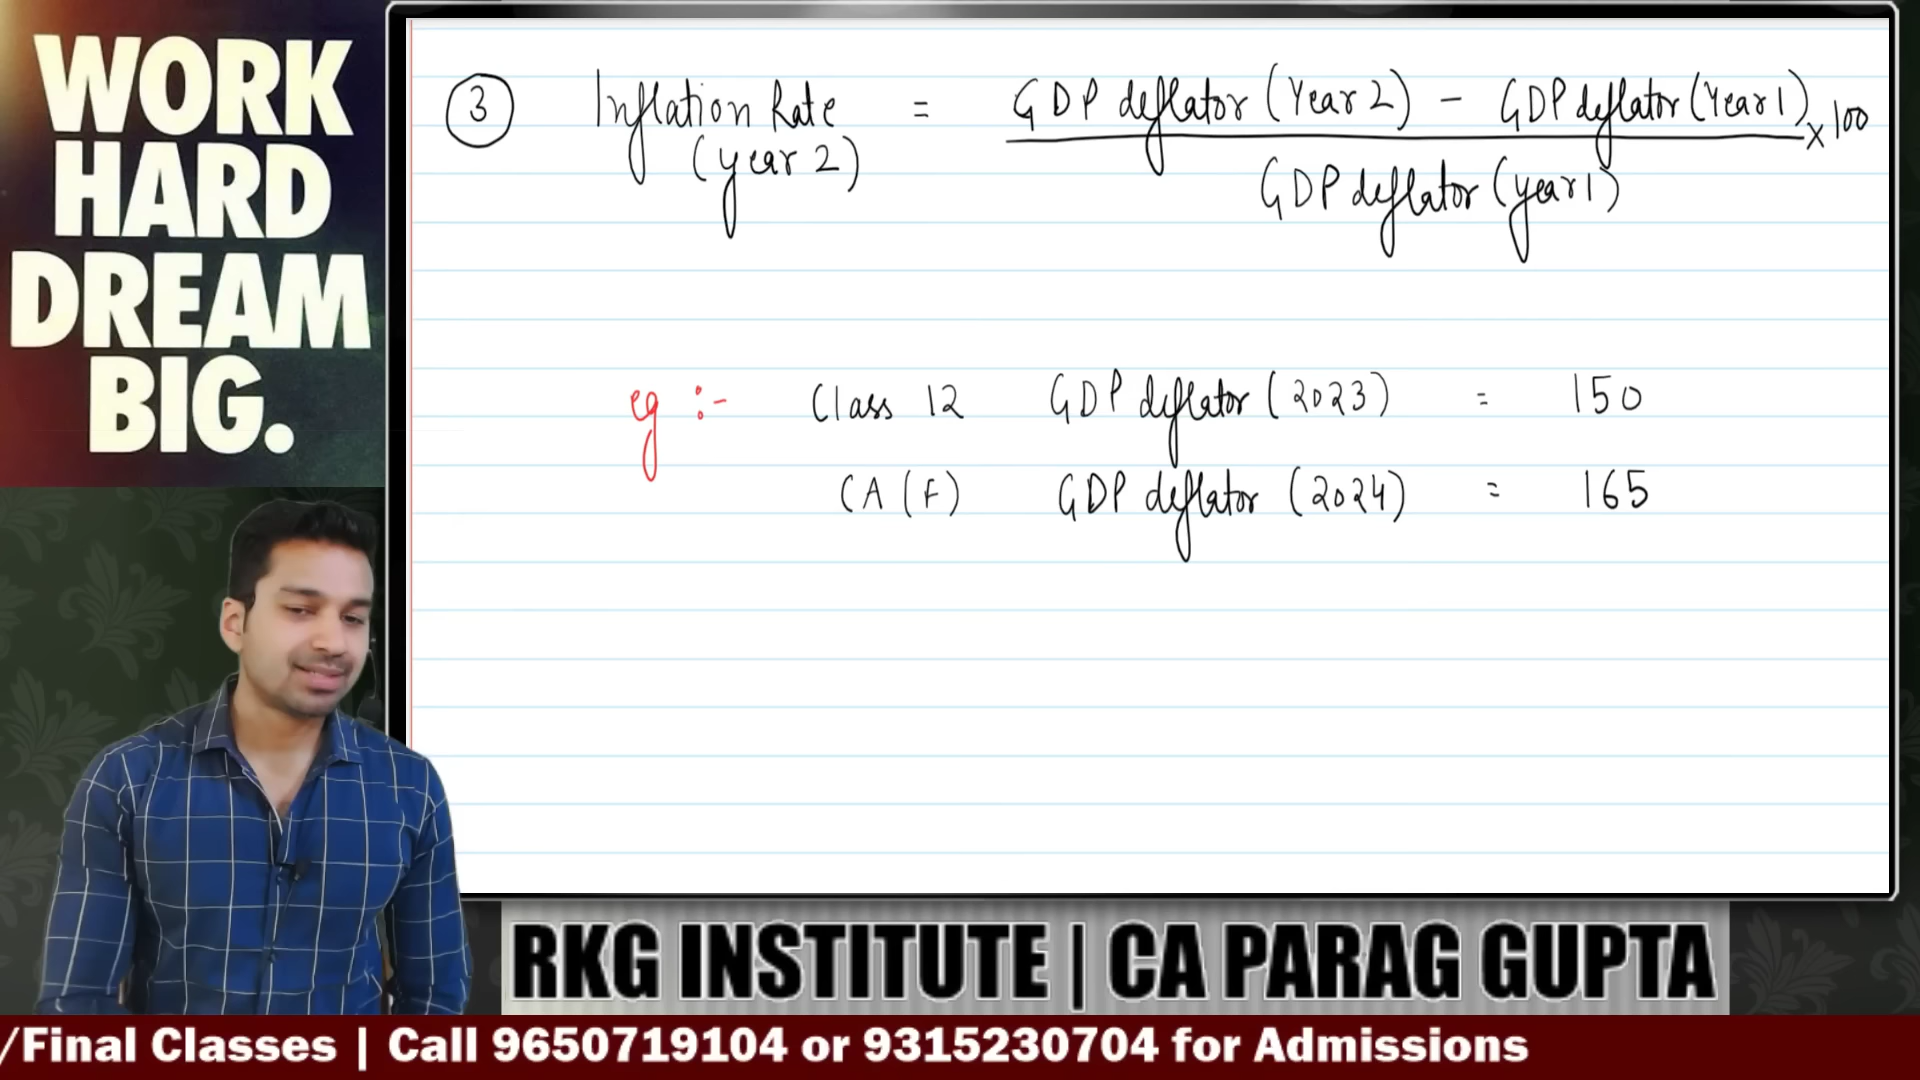 WORK
HARD
DREAM
BIG.
3 Inflation Rate = GDP deflator (Year 2) - GDP deflator (Year 1) x 100
(year 2) GDP deflator (year 1)
eg :- Class 12 GDP deflator (2023) = 150
CA (F) GDP deflator (2024) = 165
RKG INSTITUTE | CA PARAG GUPTA
/Final Classes | Call 9650719104 or 9315230704 for Admissions